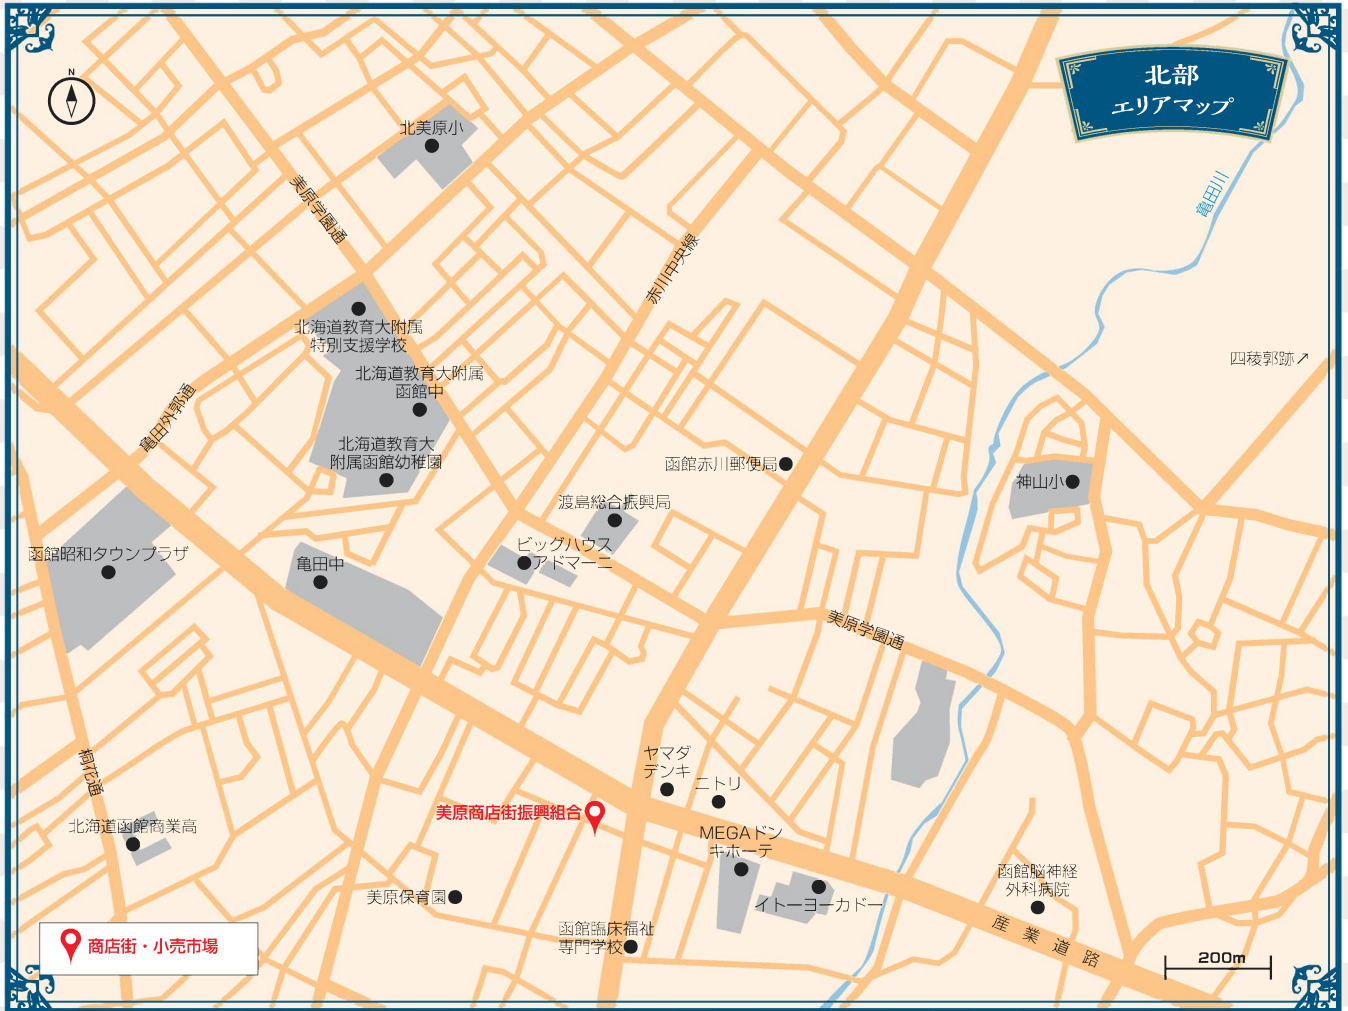 N
北部
エリアマップ
北美原小
美原学園通
亀田川
赤川中央線
北海道教育大附属
特別支援学校
四稜郭跡↗
北海道教育大附属
函館中
亀田外郭通
北海道教育大
附属函館幼稚園
函館赤川郵便局
神山小
渡島総合振興局
ビッグハウス
アドマーニ
函館昭和タウンプラザ
亀田中
美原学園通
桐花通
ヤマダ
デンキ
ニトリ
美原商店街振興組合
北海道函館商業高
MEGAドン
キホーテ
美原保育園
イトーヨーカドー
函館脳神経
外科病院
函館臨床福祉
専門学校
産業道路
商店街・小売市場
200m